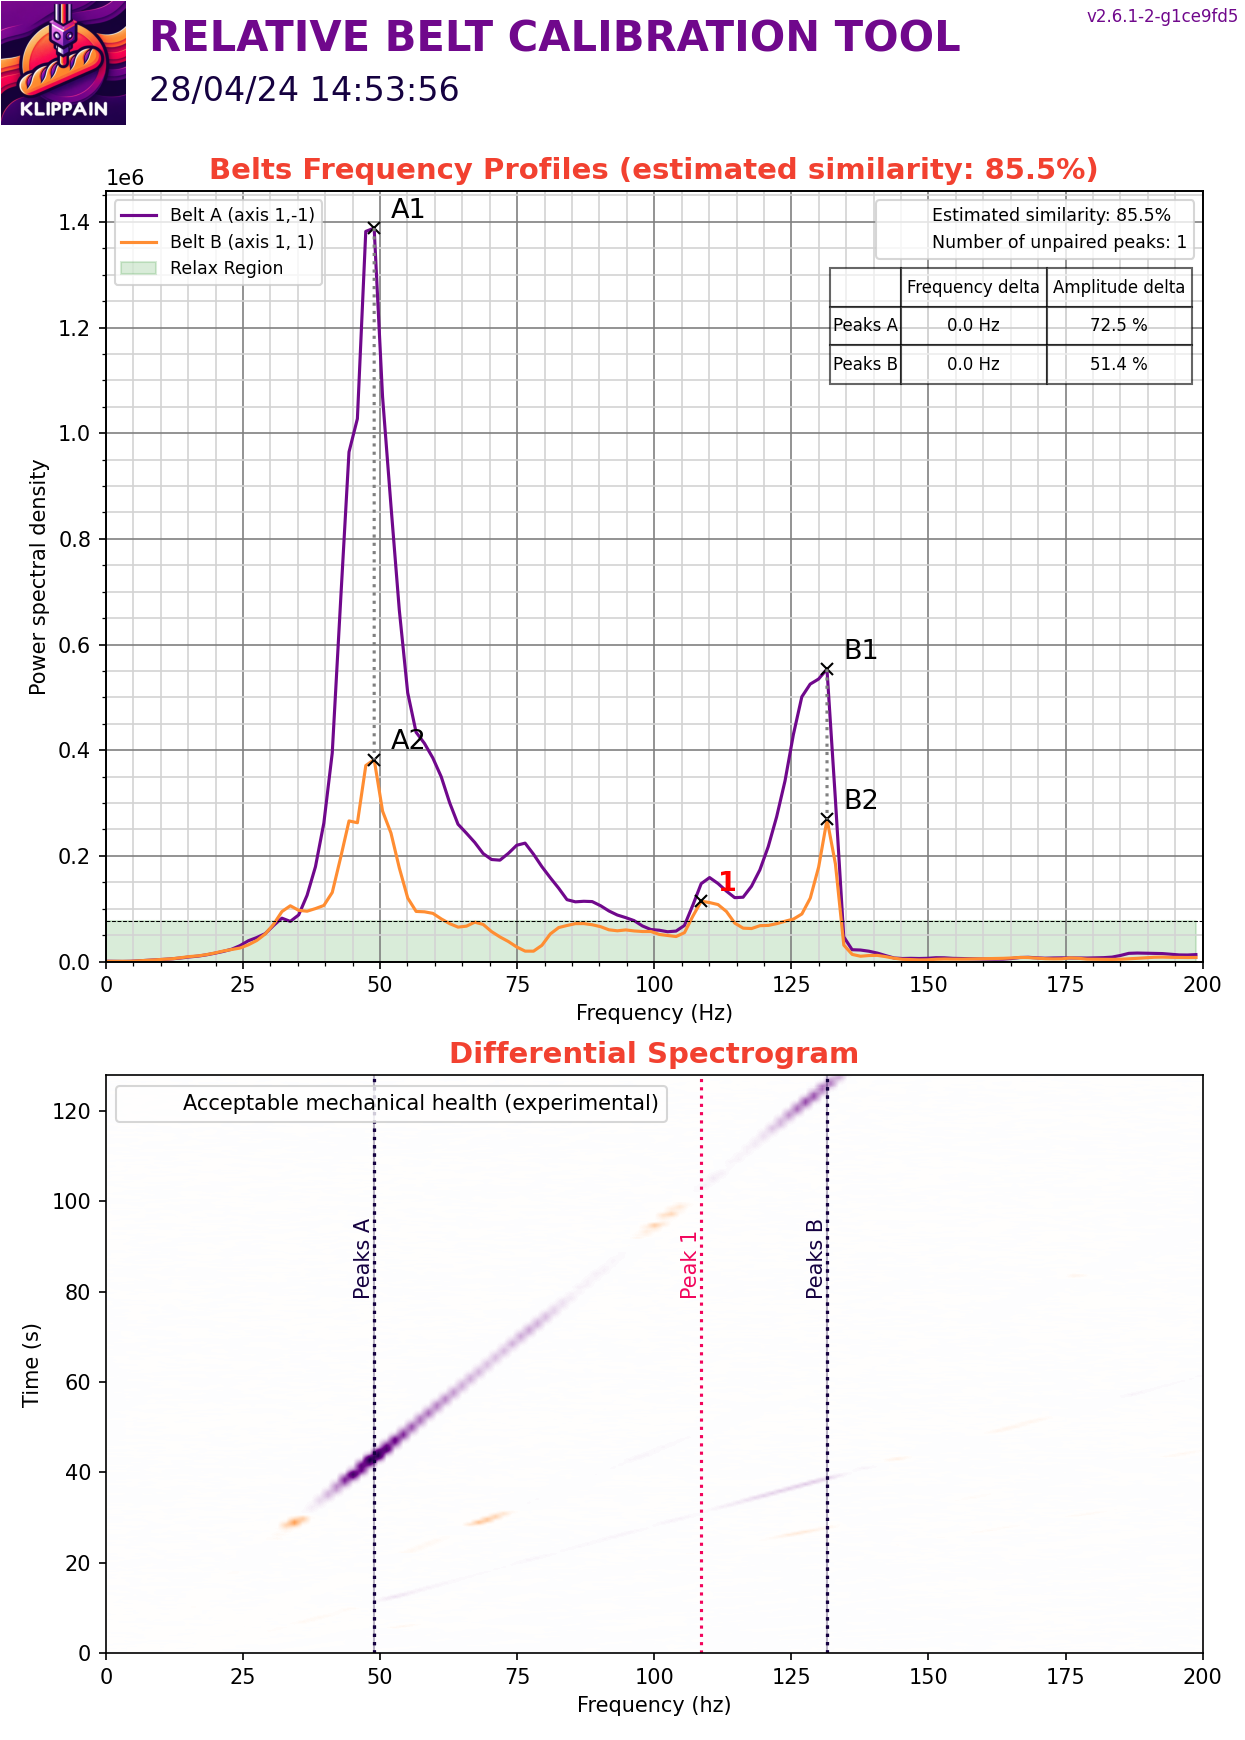 KLIPPAIN
RELATIVE BELT CALIBRATION TOOL
28/04/24 14:53:56
v2.6.1-2-g1ce9fd5
Belts Frequency Profiles (estimated similarity: 85.5%)
1e6
Belt A (axis 1,-1)
Belt B (axis 1, 1)
Relax Region
Estimated similarity: 85.5%
Number of unpaired peaks: 1
Frequency delta Amplitude delta
Peaks A 0.0 Hz 72.5 %
Peaks B 0.0 Hz 51.4 %
A1
A2
B1
B2
1
Power spectral density
1.4
1.2
1.0
0.8
0.6
0.4
0.2
0.0
0 25 50 75 100 125 150 175 200
Frequency (Hz)
Differential Spectrogram
Acceptable mechanical health (experimental)
Peaks A
Peak 1
Peaks B
Time (s)
120
100
80
60
40
20
0
0 25 50 75 100 125 150 175 200
Frequency (hz)